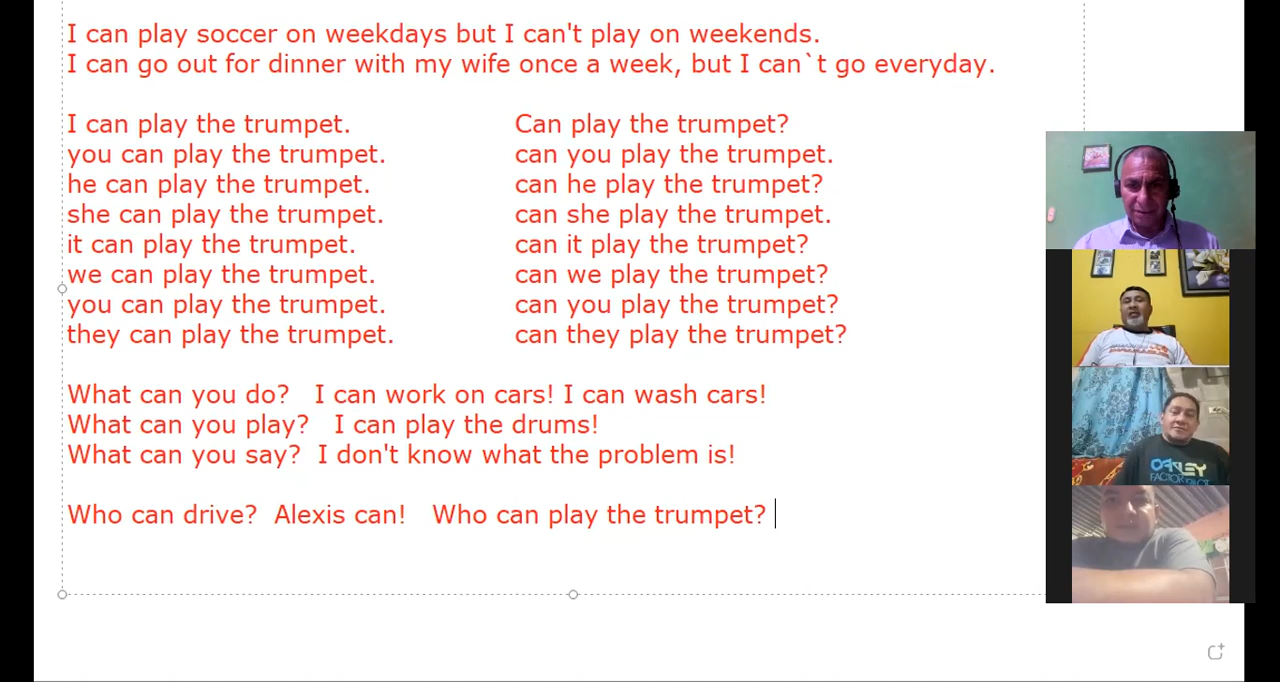 I can play soccer on weekdays but I can't play on weekends.
I can go out for dinner with my wife once a week, but I can`t go everyday.
I can play the trumpet.
you can play the trumpet.
he can play the trumpet.
she can play the trumpet.
it can play the trumpet.
we can play the trumpet.
you can play the trumpet.
they can play the trumpet.
Can play the trumpet?
can you play the trumpet.
can he play the trumpet?
can she play the trumpet.
can it play the trumpet?
can we play the trumpet?
can you play the trumpet?
can they play the trumpet?
What can you do? I can work on cars! I can wash cars!
What can you play? I can play the drums!
What can you say? I don't know what the problem is!
Who can drive? Alexis can! Who can play the trumpet?